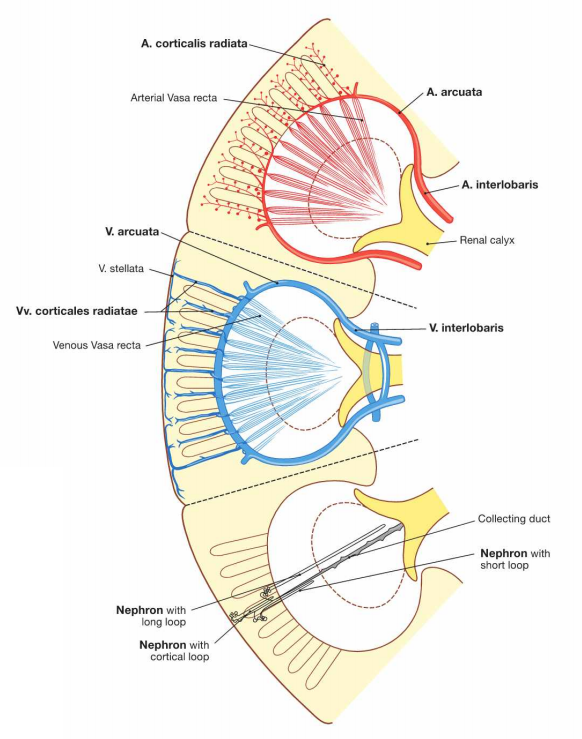 A. corticalis radiata
Arterial Vasa recta
A. arcuata
A. interlobaris
Renal calyx
V. arcuata
V. stellata
Vv. corticales radiatae
Venous Vasa recta
V. interlobaris
Collecting duct
Nephron with
short loop
Nephron with
long loop
Nephron with
cortical loop